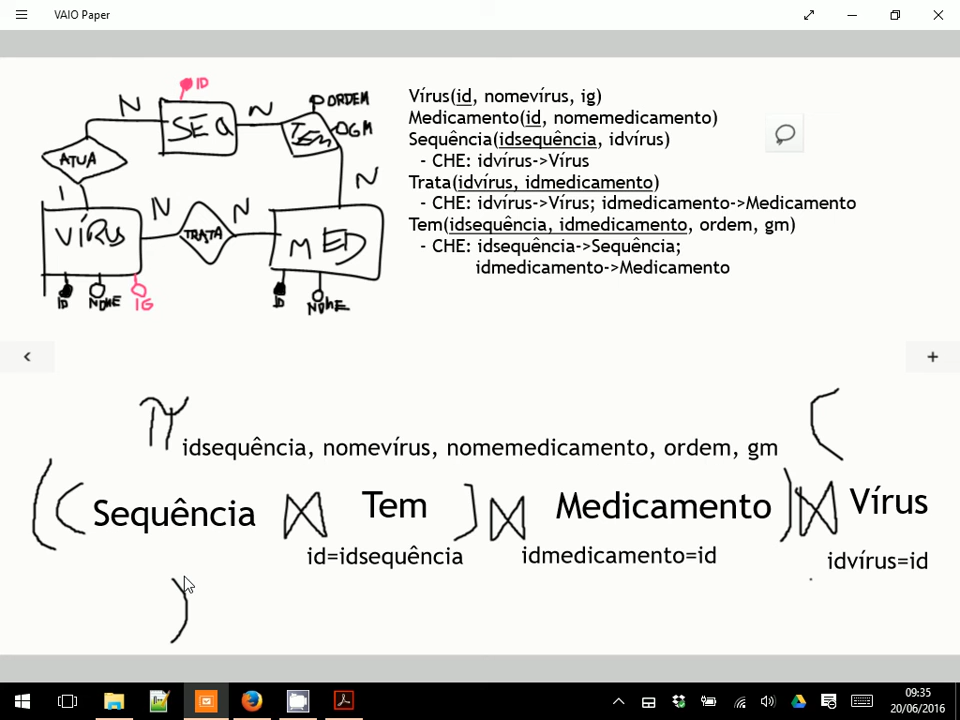 VAIO Paper
ID
N
SEQ
N
ORDEM
GM
TEM
ATUA
1
N
VÍRUS
N
TRATA
N
MED
ID
NOME
IG
ID
NOME
Vírus(id, nomevírus, ig)
Medicamento(id, nomemedicamento)
Sequência(idsequência, idvírus)
- CHE: idvírus->Vírus
Trata(idvírus, idmedicamento)
- CHE: idvírus->Vírus; idmedicamento->Medicamento
Tem(idsequência, idmedicamento, ordem, gm)
- CHE: idsequência->Sequência;
idmedicamento->Medicamento
π idsequência, nomevírus, nomemedicamento, ordem, gm (
(( Sequência ⋈ Tem ) ⋈ Medicamento ) ⋈ Vírus
id=idsequência idmedicamento=id idvírus=id
)
09:35
20/06/2016